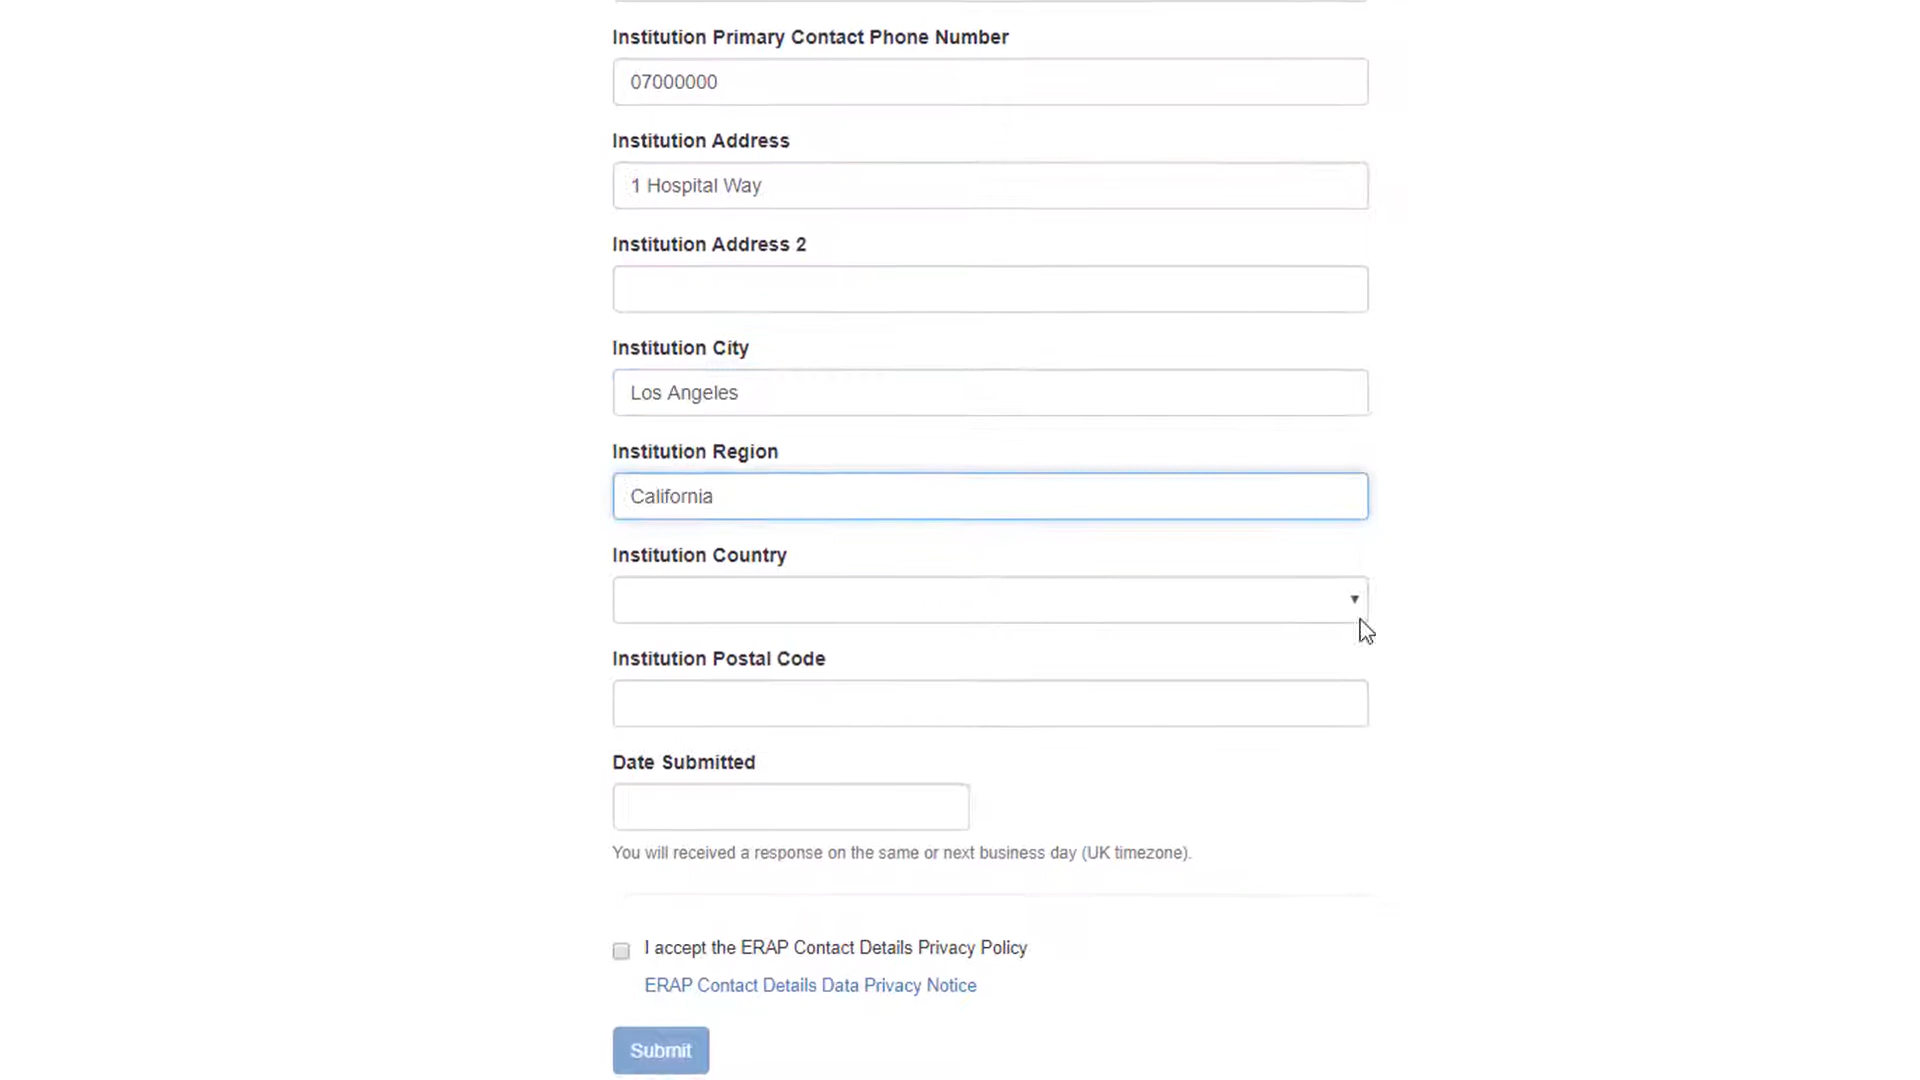 Institution Primary Contact Phone Number
07000000
Institution Address
1 Hospital Way
Institution Address 2
Institution City
Los Angeles
Institution Region
California
Institution Country
Institution Postal Code
Date Submitted
You will received a response on the same or next business day (UK timezone).
I accept the ERAP Contact Details Privacy Policy
ERAP Contact Details Data Privacy Notice
Submit